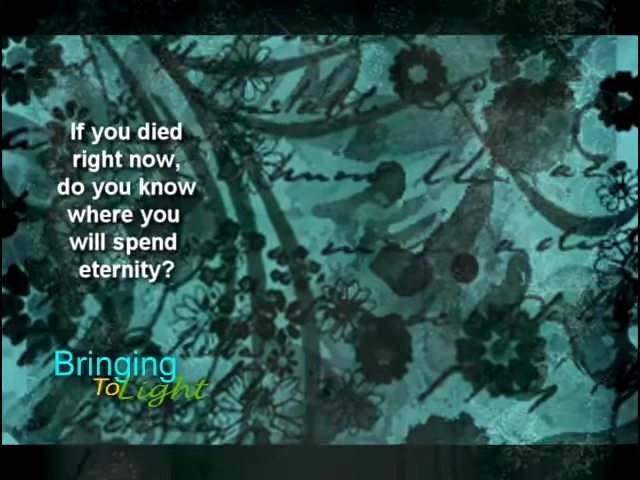 If you died
right now,
do you know
where you
will spend
eternity?
Bringing
To Light